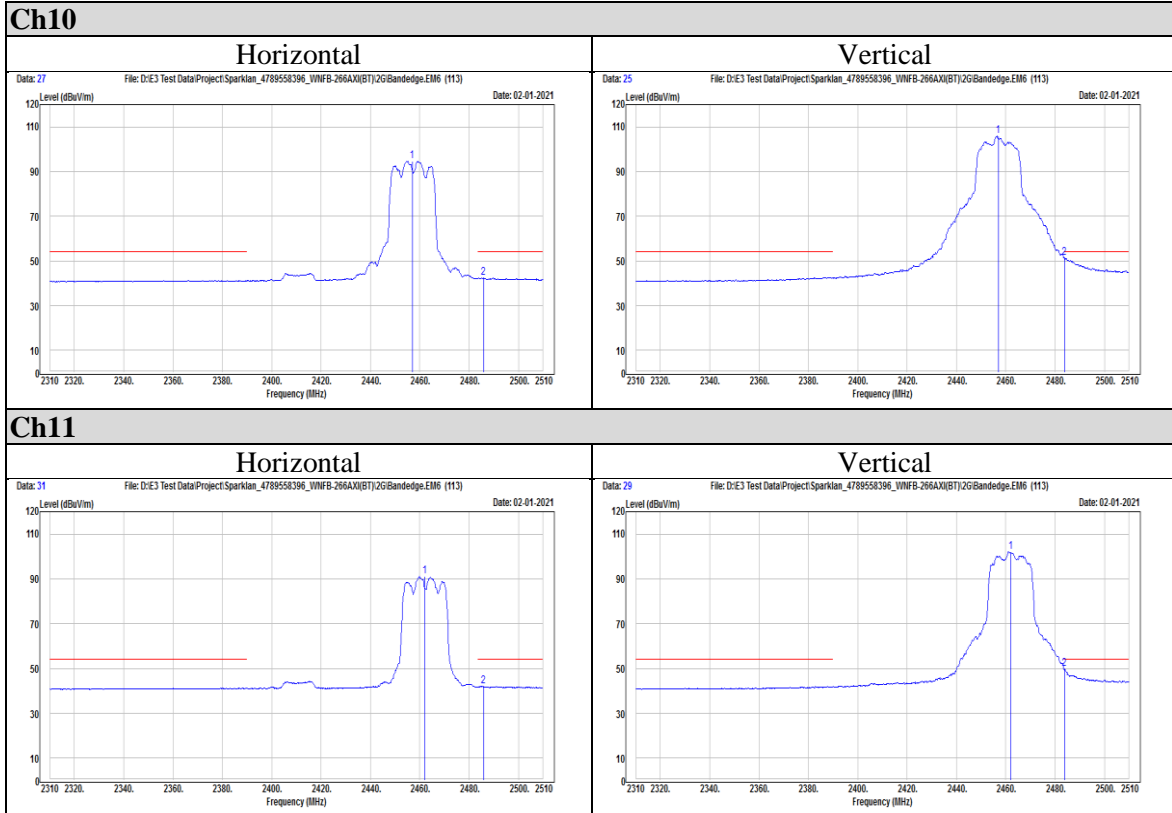 Ch10
Horizontal
Vertical
Data: 27 File: D:\E3 Test Data\Project\Sparklan_4789558396_WNFB-266AXI(BT)\2G\Bandedge.EM6 (113)
120 Level (dBuV/m) Date: 02-01-2021
110
90
70
50
30
10
0
1
2
2310 2320. 2340. 2360. 2380. 2400. 2420. 2440. 2460. 2480. 2500. 2510
Frequency (MHz)
Data: 25 File: D:\E3 Test Data\Project\Sparklan_4789558396_WNFB-266AXI(BT)\2G\Bandedge.EM6 (113)
120 Level (dBuV/m) Date: 02-01-2021
110
90
70
50
30
10
0
1
2
2310 2320. 2340. 2360. 2380. 2400. 2420. 2440. 2460. 2480. 2500. 2510
Frequency (MHz)
Ch11
Horizontal
Vertical
Data: 31 File: D:\E3 Test Data\Project\Sparklan_4789558396_WNFB-266AXI(BT)\2G\Bandedge.EM6 (113)
120 Level (dBuV/m) Date: 02-01-2021
110
90
70
50
30
10
0
1
2
2310 2320. 2340. 2360. 2380. 2400. 2420. 2440. 2460. 2480. 2500. 2510
Frequency (MHz)
Data: 29 File: D:\E3 Test Data\Project\Sparklan_4789558396_WNFB-266AXI(BT)\2G\Bandedge.EM6 (113)
120 Level (dBuV/m) Date: 02-01-2021
110
90
70
50
30
10
0
1
2
2310 2320. 2340. 2360. 2380. 2400. 2420. 2440. 2460. 2480. 2500. 2510
Frequency (MHz)